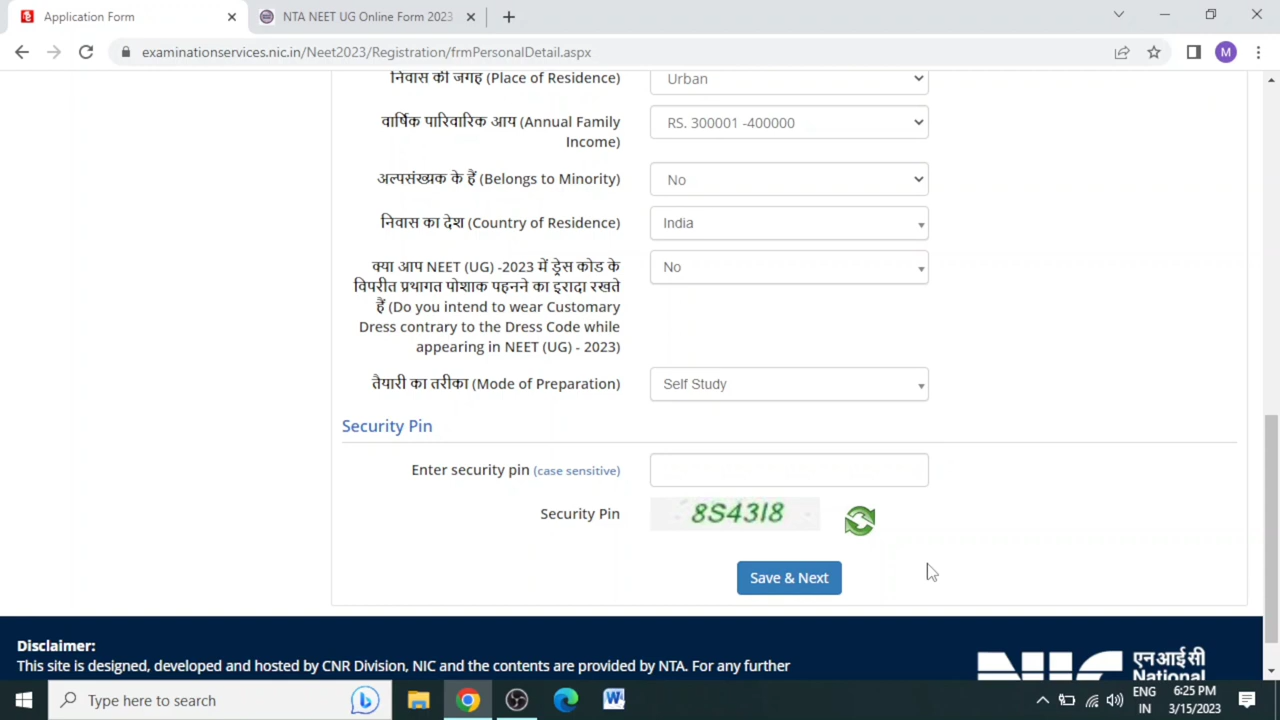 Application Form
NTA NEET UG Online Form 2023
examinationservices.nic.in/Neet2023/Registration/frmPersonalDetail.aspx
M
निवास की जगह (Place of Residence)
Urban
वार्षिक पारिवारिक आय (Annual Family
Income)
RS. 300001 -400000
अल्पसंख्यक के हैं (Belongs to Minority)
No
निवास का देश (Country of Residence)
India
क्या आप NEET (UG) -2023 में ड्रेस कोड के
विपरीत प्रथागत पोशाक पहनने का इरादा रखते
हैं (Do you intend to wear Customary
Dress contrary to the Dress Code while
appearing in NEET (UG) - 2023)
No
तैयारी का तरीका (Mode of Preparation)
Self Study
Security Pin
Enter security pin (case sensitive)
Security Pin
Save & Next
Disclaimer:
This site is designed, developed and hosted by CNR Division, NIC and the contents are provided by NTA. For any further
NIC
एन आई सी
National
Type here to search
ENG
IN
6:25 PM
3/15/2023